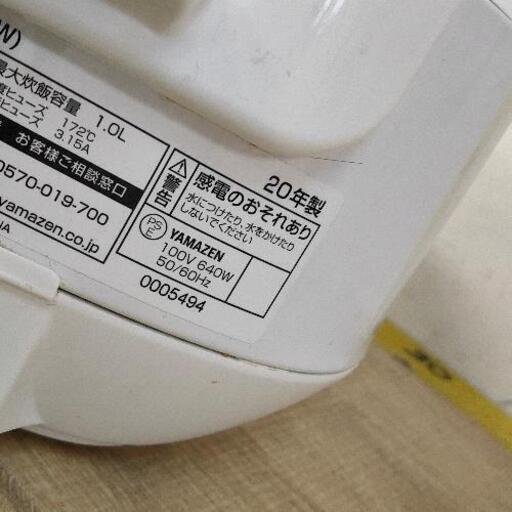 W)
最大炊飯容量 1.0L
度ヒューズ 172℃
ヒューズ 3.15A
お客様ご相談窓口
0570-019-700
yamazen.co.jp
警告
感電のおそれあり
水につけたり、水をかけたり
しないでください
20年製
PS
E
YAMAZEN
100V 640W
50/60Hz
0005494